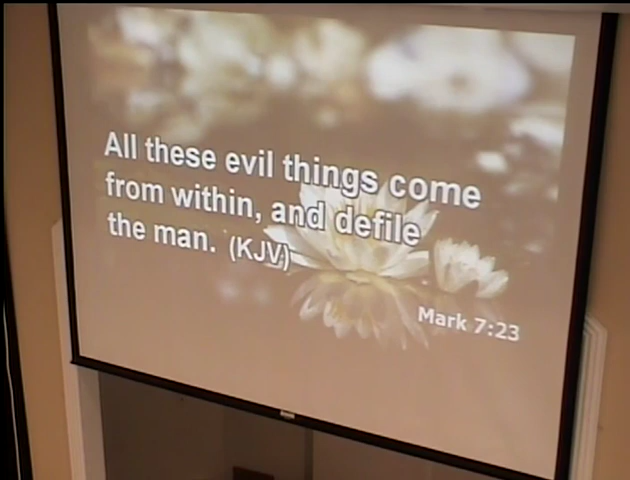 All these evil things come
from within, and defile
the man. (KJV)
Mark 7:23